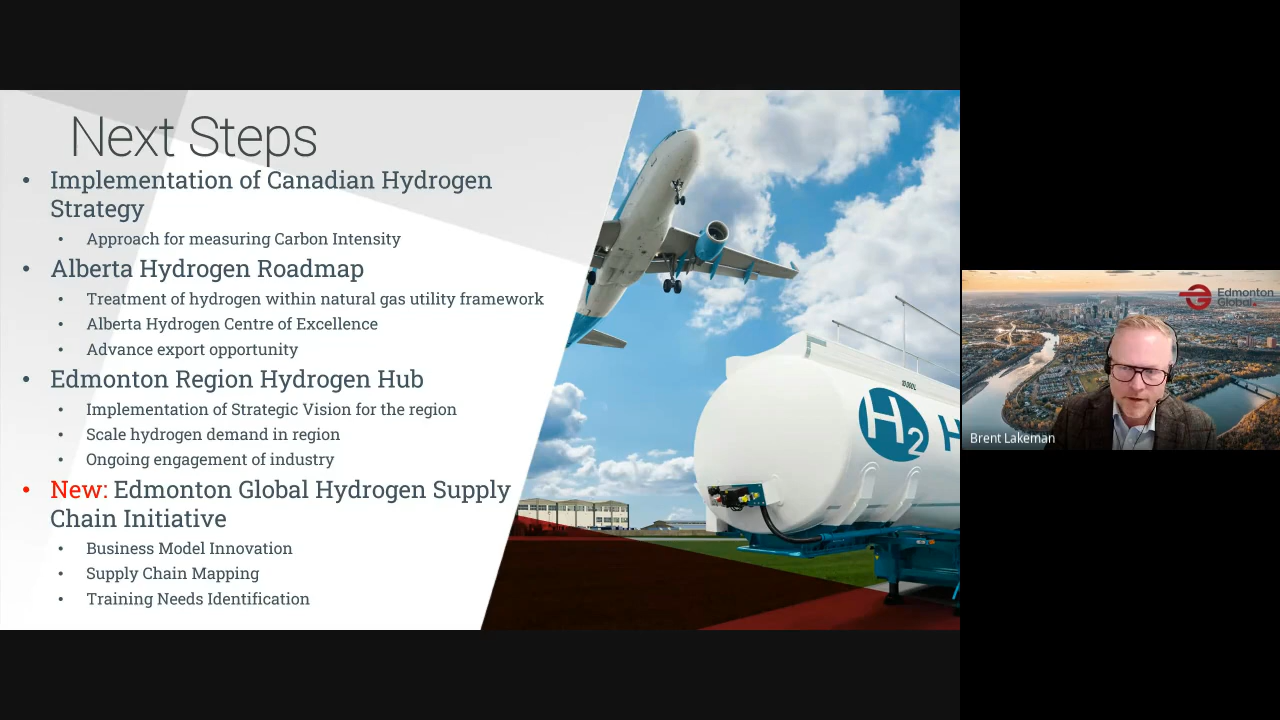 Next Steps
• Implementation of Canadian Hydrogen
Strategy
• Approach for measuring Carbon Intensity
• Alberta Hydrogen Roadmap
• Treatment of hydrogen within natural gas utility framework
• Alberta Hydrogen Centre of Excellence
• Advance export opportunity
• Edmonton Region Hydrogen Hub
• Implementation of Strategic Vision for the region
• Scale hydrogen demand in region
• Ongoing engagement of industry
• New: Edmonton Global Hydrogen Supply
Chain Initiative
• Business Model Innovation
• Supply Chain Mapping
• Training Needs Identification
H2 H
Edmonton
Global.
Brent Lakeman